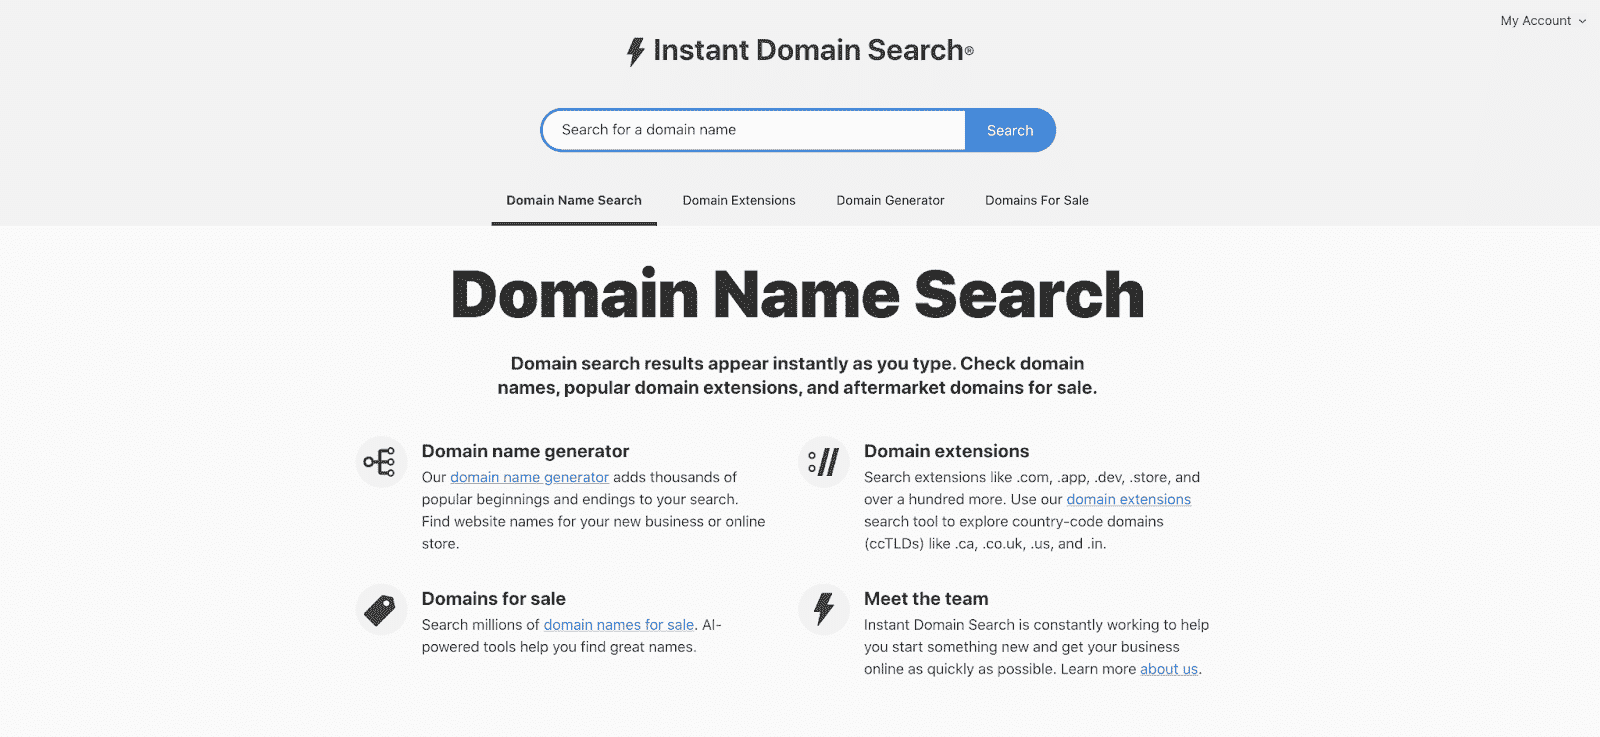 My Account
Instant Domain Search®
Search for a domain name
Search
Domain Name Search
Domain Extensions
Domain Generator
Domains For Sale
Domain Name Search
Domain search results appear instantly as you type. Check domain
names, popular domain extensions, and aftermarket domains for sale.
Domain name generator
Our domain name generator adds thousands of
popular beginnings and endings to your search.
Find website names for your new business or online
store.
Domain extensions
Search extensions like .com, .app, .dev, .store, and
over a hundred more. Use our domain extensions
search tool to explore country-code domains
(ccTLDs) like .ca, .co.uk, .us, and .in.
Domains for sale
Search millions of domain names for sale. AI-
powered tools help you find great names.
Meet the team
Instant Domain Search is constantly working to help
you start something new and get your business
online as quickly as possible. Learn more about us.